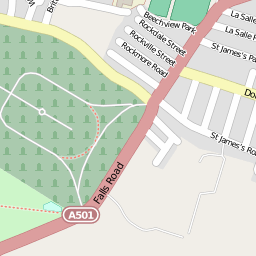 Beechview Park
Rockdale Street
Rockville Street
Rockmore Road
La Salle
La Salle
St James's Pa
Do
St James's Roa
Falls Road
A501